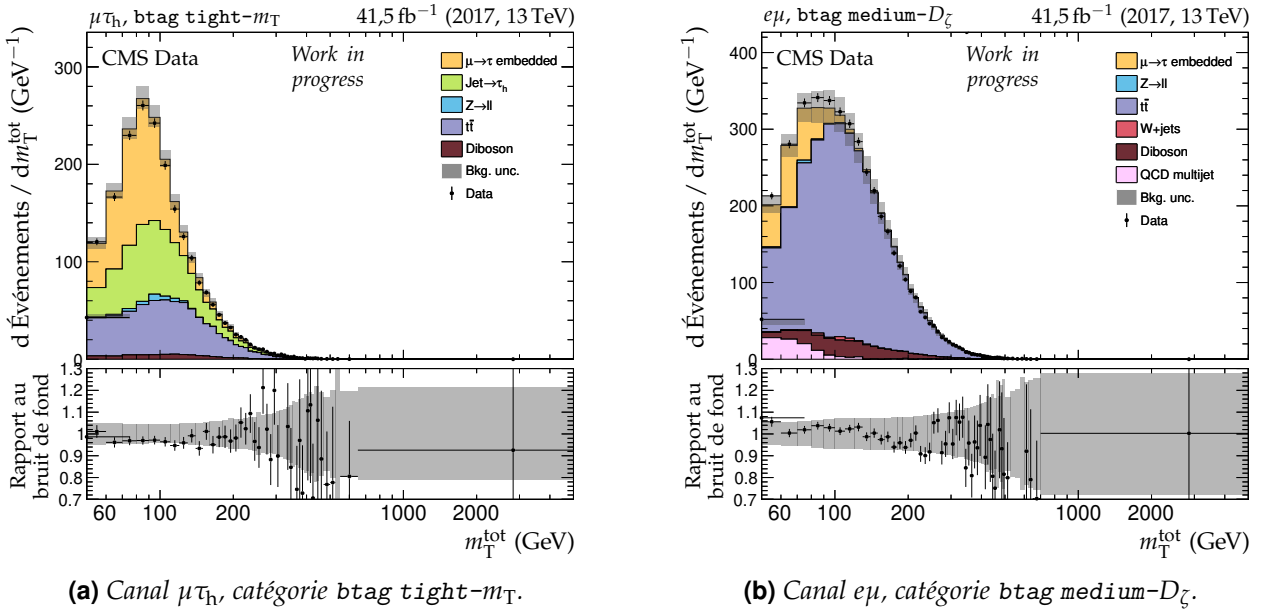 μτh, btag tight-mT 41,5 fb−1 (2017, 13 TeV)
CMS Data
Work in
progress
μ→τ embedded
Jet→τh
Z→ll
tt̄
Diboson
Bkg. unc.
Data
d Événements / dmTtot (GeV−1)
300
200
100
0
Rapport au
bruit de fond
1.3
1.2
1.1
1
0.9
0.8
0.7
60 100 200 1000 2000
mTtot (GeV)
(a) Canal μτh, catégorie btag tight-mT.
eμ, btag medium-Dζ 41,5 fb−1 (2017, 13 TeV)
CMS Data
Work in
progress
μ→τ embedded
Z→ll
tt̄
W+jets
Diboson
QCD multijet
Bkg. unc.
Data
d Événements / dmTtot (GeV−1)
400
300
200
100
0
Rapport au
bruit de fond
1.3
1.2
1.1
1
0.9
0.8
0.7
60 100 200 1000 2000
mTtot (GeV)
(b) Canal eμ, catégorie btag medium-Dζ.